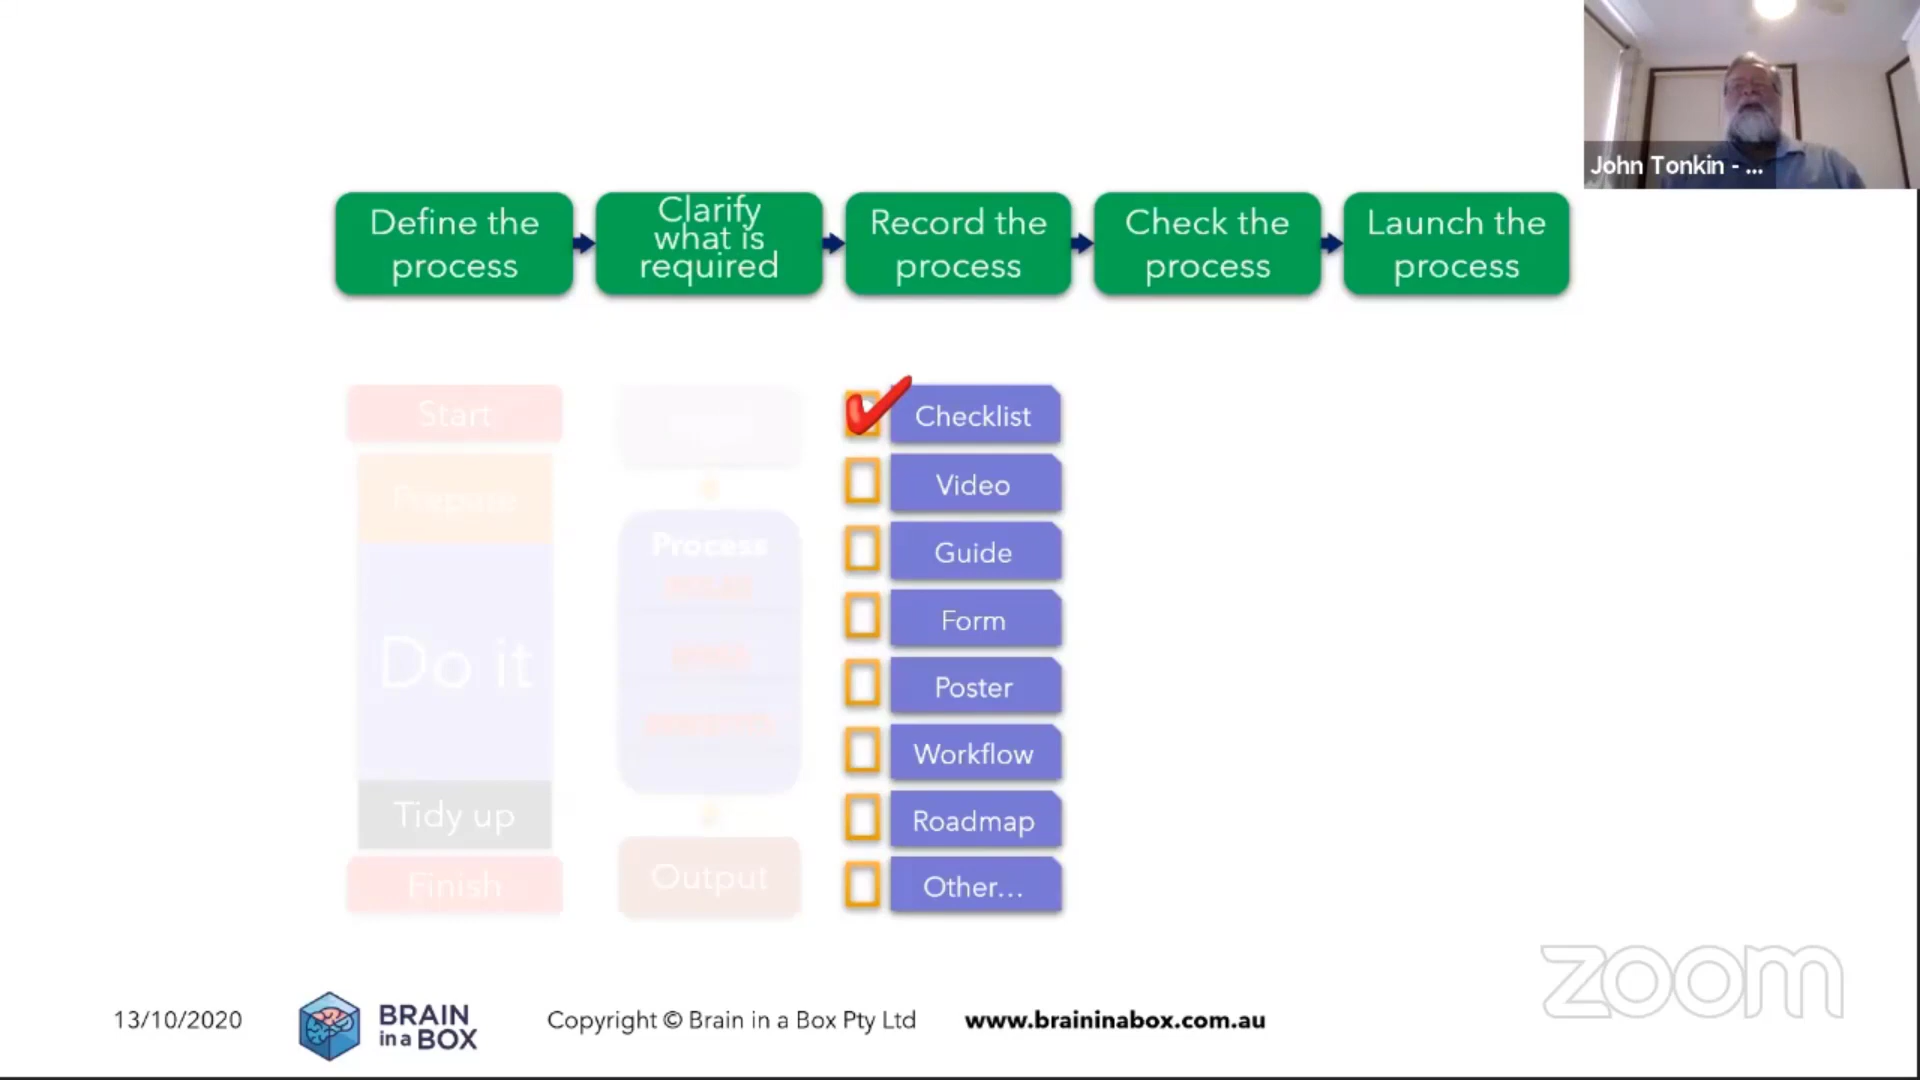 John Tonkin - ...
Define the
process
Clarify
what is
required
Record the
process
Check the
process
Launch the
process
Start
Prepare
Do it
Tidy up
Finish
Process
Output
Checklist
Video
Guide
Form
Poster
Workflow
Roadmap
Other...
zoom
13/10/2020
BRAIN
in a BOX
Copyright © Brain in a Box Pty Ltd
www.braininabox.com.au